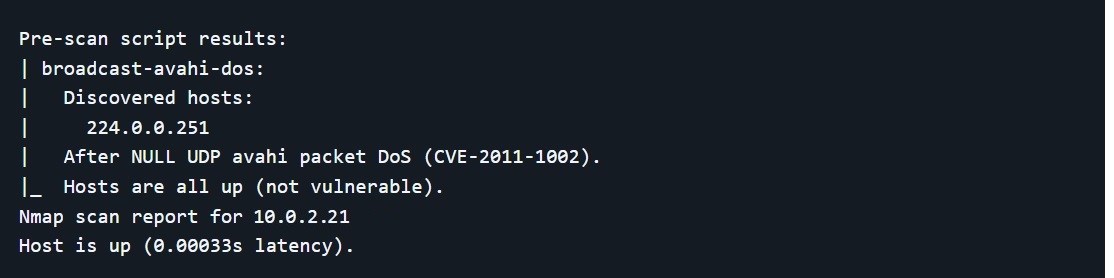 Pre-scan script results:
| broadcast-avahi-dos:
|   Discovered hosts:
|     224.0.0.251
|   After NULL UDP avahi packet DoS (CVE-2011-1002).
|_  Hosts are all up (not vulnerable).
Nmap scan report for 10.0.2.21
Host is up (0.00033s latency).